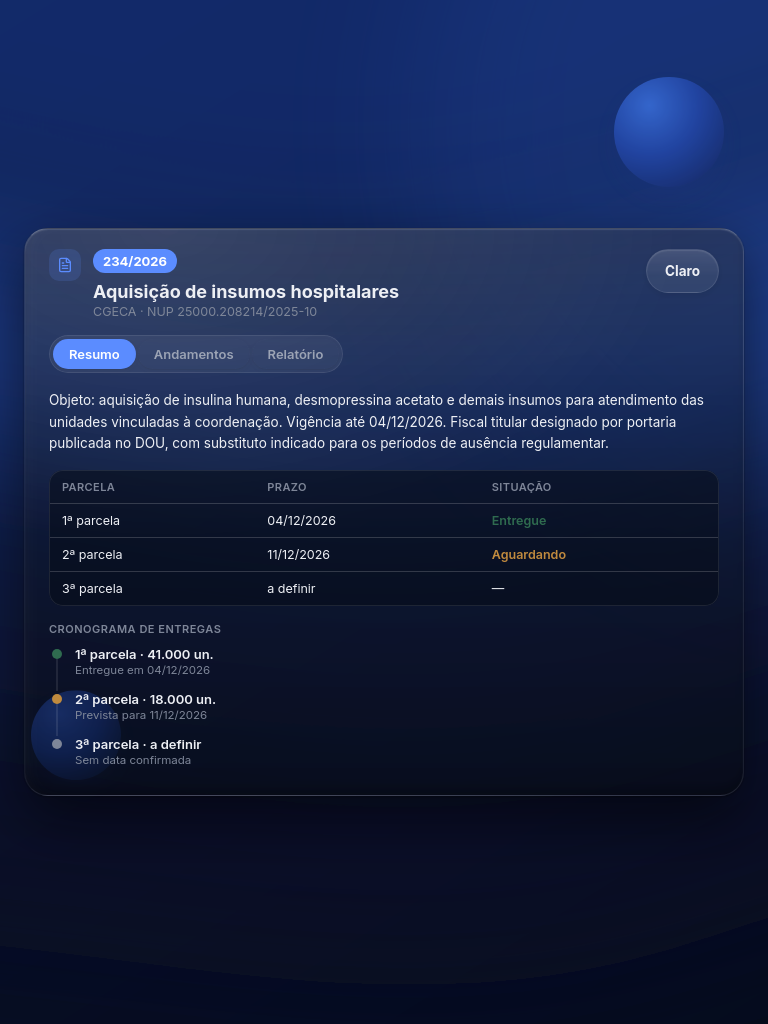 234/2026
Claro
Aquisição de insumos hospitalares
CGECA · NUP 25000.208214/2025-10
Resumo Andamentos Relatório
Objeto: aquisição de insulina humana, desmopressina acetato e demais insumos para atendimento das
unidades vinculadas à coordenação. Vigência até 04/12/2026. Fiscal titular designado por portaria
publicada no DOU, com substituto indicado para os períodos de ausência regulamentar.
PARCELA PRAZO SITUAÇÃO
1ª parcela 04/12/2026 Entregue
2ª parcela 11/12/2026 Aguardando
3ª parcela a definir —
CRONOGRAMA DE ENTREGAS
1ª parcela · 41.000 un.
Entregue em 04/12/2026
2ª parcela · 18.000 un.
Prevista para 11/12/2026
3ª parcela · a definir
Sem data confirmada